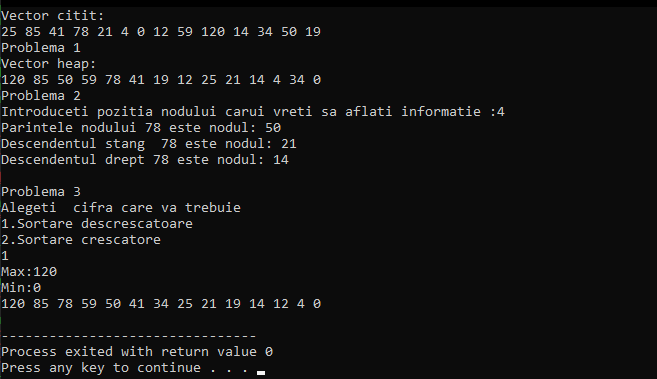 Vector citit:
25 85 41 78 21 4 0 12 59 120 14 34 50 19
Problema 1
Vector heap:
120 85 50 59 78 41 19 12 25 21 14 4 34 0
Problema 2
Introduceti pozitia nodului carui vreti sa aflati informatie :4
Parintele nodului 78 este nodul: 50
Descendentul stang  78 este nodul: 21
Descendentul drept 78 este nodul: 14
Problema 3
Alegeti  cifra care va trebuie
1.Sortare descrescatoare
2.Sortare crescatore
1
Max:120
Min:0
120 85 78 59 50 41 34 25 21 19 14 12 4 0
--------------------------------
Process exited with return value 0
Press any key to continue . . .